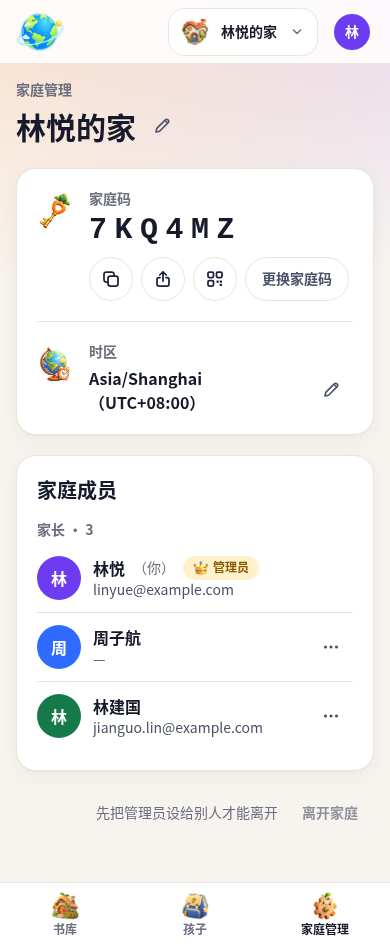 林悦的家
林
家庭管理
林悦的家
家庭码
7KQ4MZ
更换家庭码
时区
Asia/Shanghai
（UTC+08:00）
家庭成员
家长 · 3
林
林悦 （你） 管理员
linyue@example.com
周
周子航
—
林
林建国
jianguo.lin@example.com
先把管理员设给别人才能离开 离开家庭
书库 孩子 家庭管理